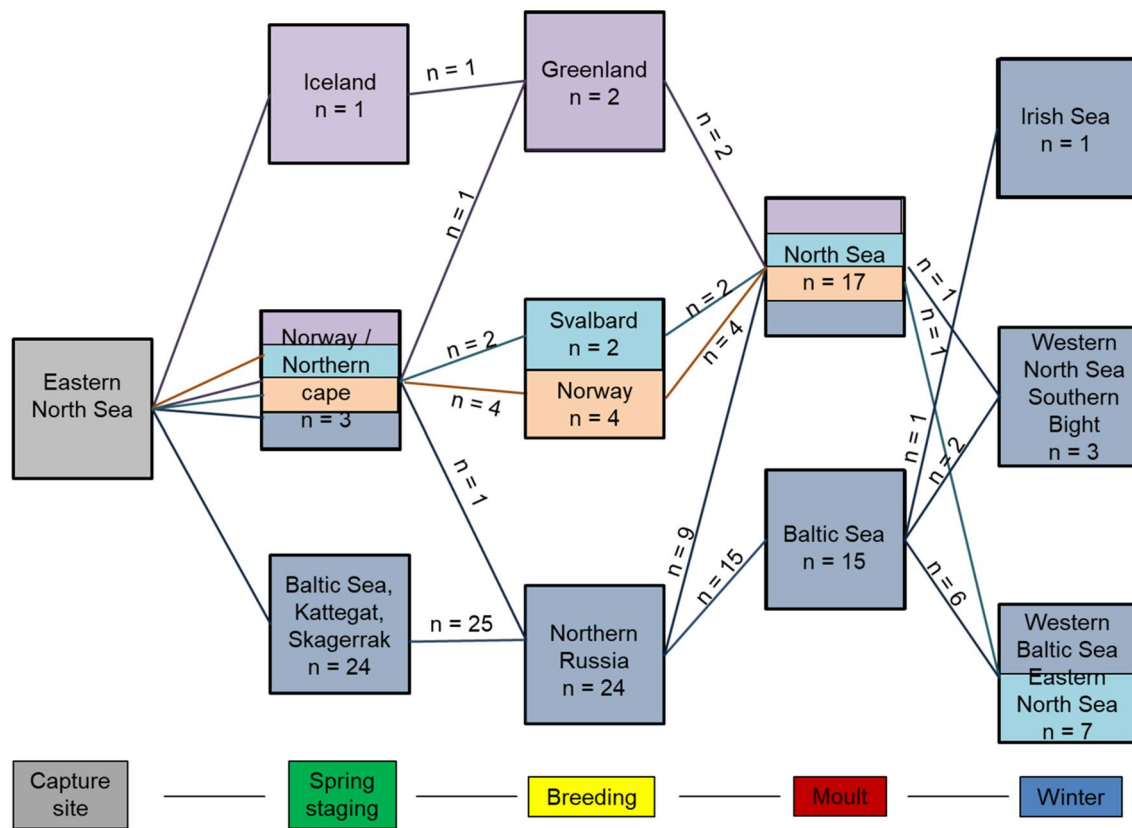 Eastern
North Sea
Iceland
n = 1
Norway /
Northern
cape
n = 3
Baltic Sea,
Kattegat,
Skagerrak
n = 24
n = 1
n = 1
n = 2
n = 4
n = 1
n = 25
Greenland
n = 2
Svalbard
n = 2
Norway
n = 4
Northern
Russia
n = 24
n = 2
n = 2
n = 4
n = 9
n = 15
North Sea
n = 17
Baltic Sea
n = 15
n = 1
n = 1
n = 1
n = 2
n = 6
Irish Sea
n = 1
Western
North Sea
Southern
Bight
n = 3
Western
Baltic Sea
Eastern
North Sea
n = 7
Capture
site
Spring
staging
Breeding
Moult
Winter